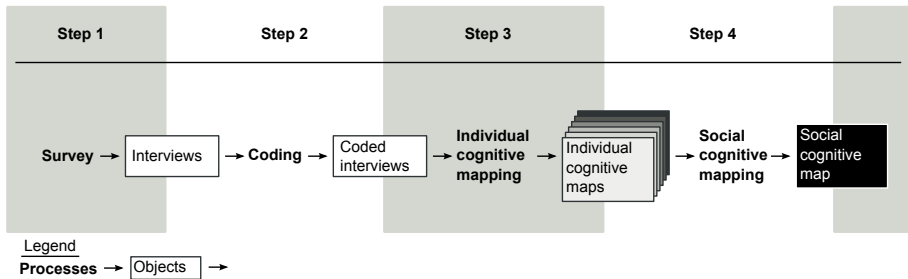 Step 1
Step 2
Step 3
Step 4
Survey
Interviews
Coding
Coded
interviews
Individual
cognitive
mapping
Individual
cognitive
maps
Social
cognitive
mapping
Social
cognitive
map
Legend
Processes
Objects